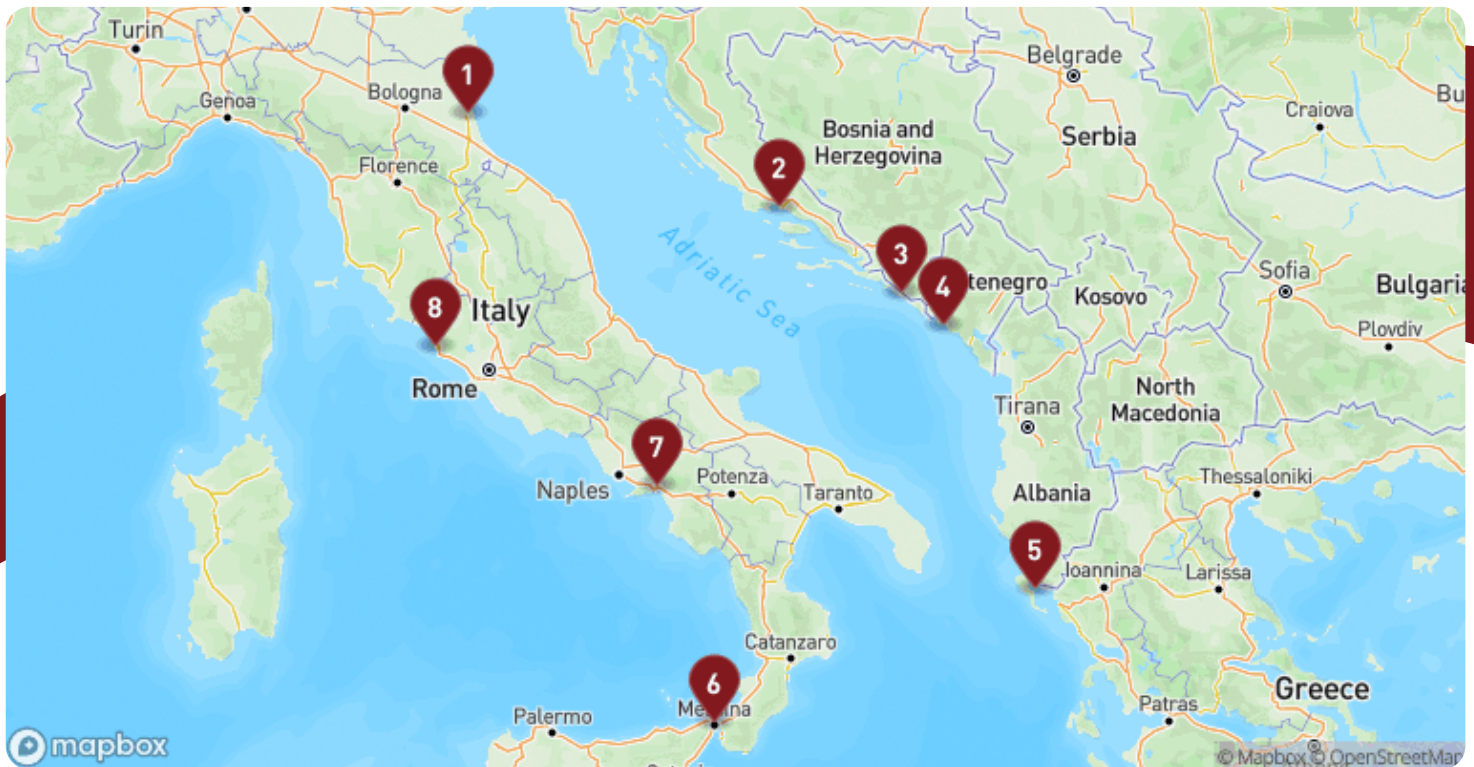 Turin
Belgrade
1
Bologna
Bu
Genoa
Craiova
Bosnia and
Herzegovina
Serbia
Florence
2
Adriatic Sea
3
4
tenegro
Sofia
Kosovo
Bulgaria
8
Italy
Plovdiv
Rome
North
Macedonia
Tirana
7
Naples
Potenza
Taranto
Thessaloniki
Albania
5
Ioannina
Larissa
Catanzaro
6
Me
ina
Palermo
Greece
Patras
mapbox
© Mapbox © OpenStreetMap